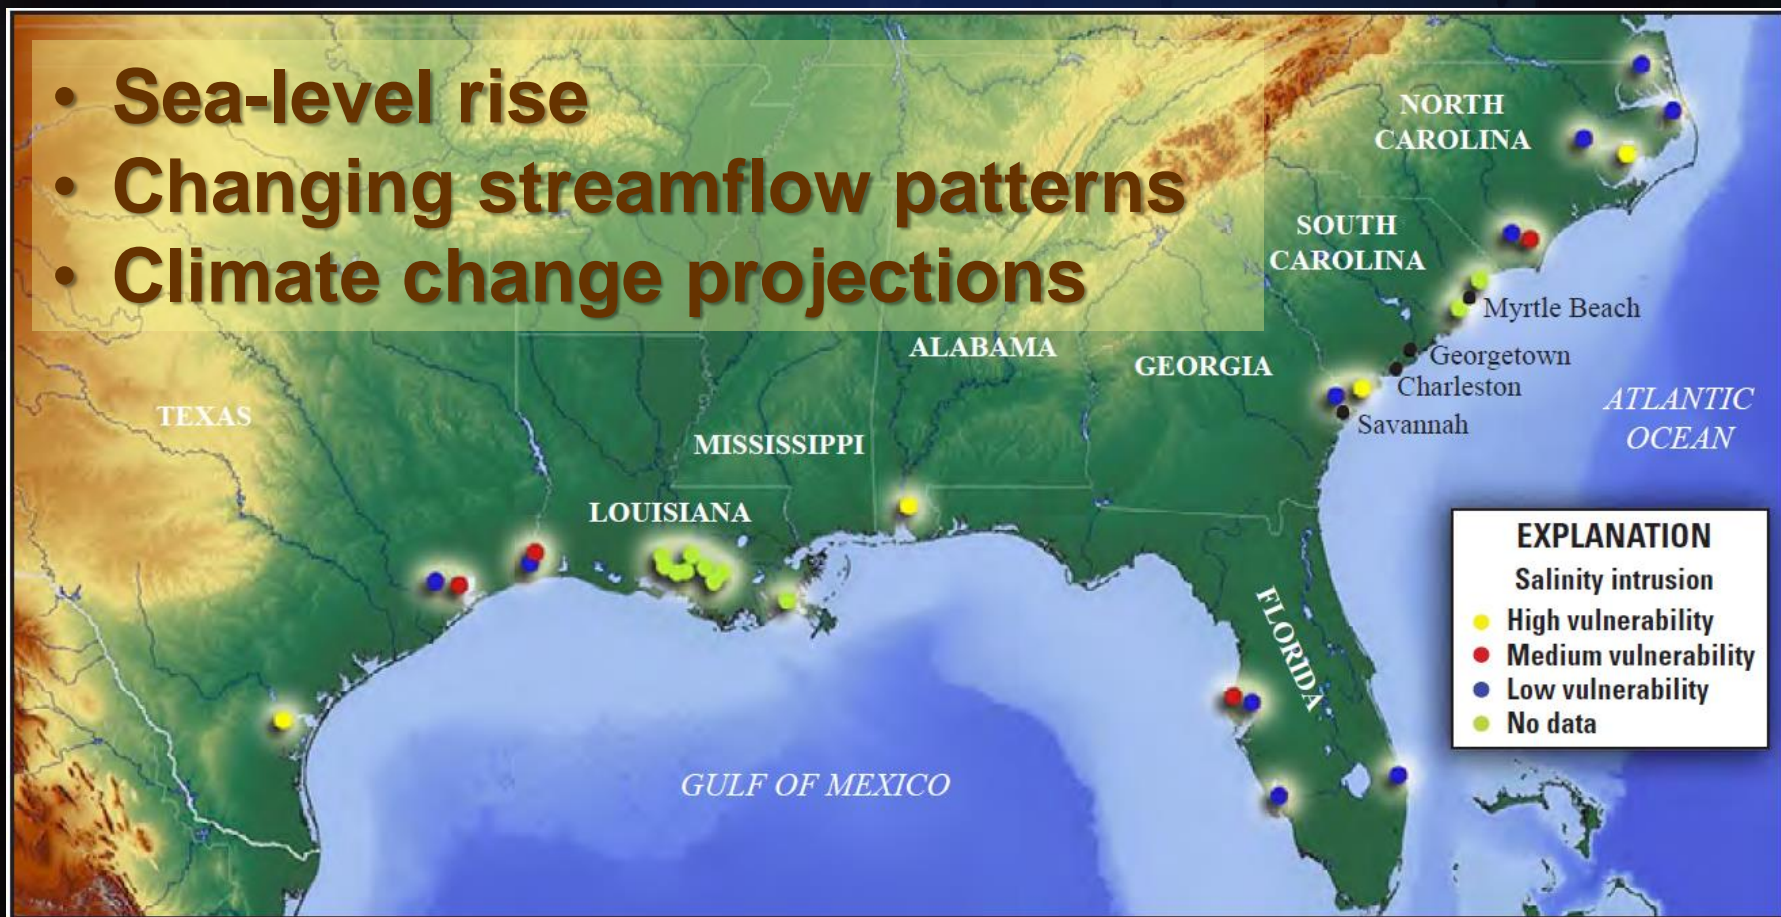 • Sea-level rise
• Changing streamflow patterns
• Climate change projections
NORTH
CAROLINA
SOUTH
CAROLINA
Myrtle Beach
Georgetown
Charleston
Savannah
ALABAMA
GEORGIA
ATLANTIC
OCEAN
TEXAS
MISSISSIPPI
LOUISIANA
FLORIDA
GULF OF MEXICO
EXPLANATION
Salinity intrusion
High vulnerability
Medium vulnerability
Low vulnerability
No data